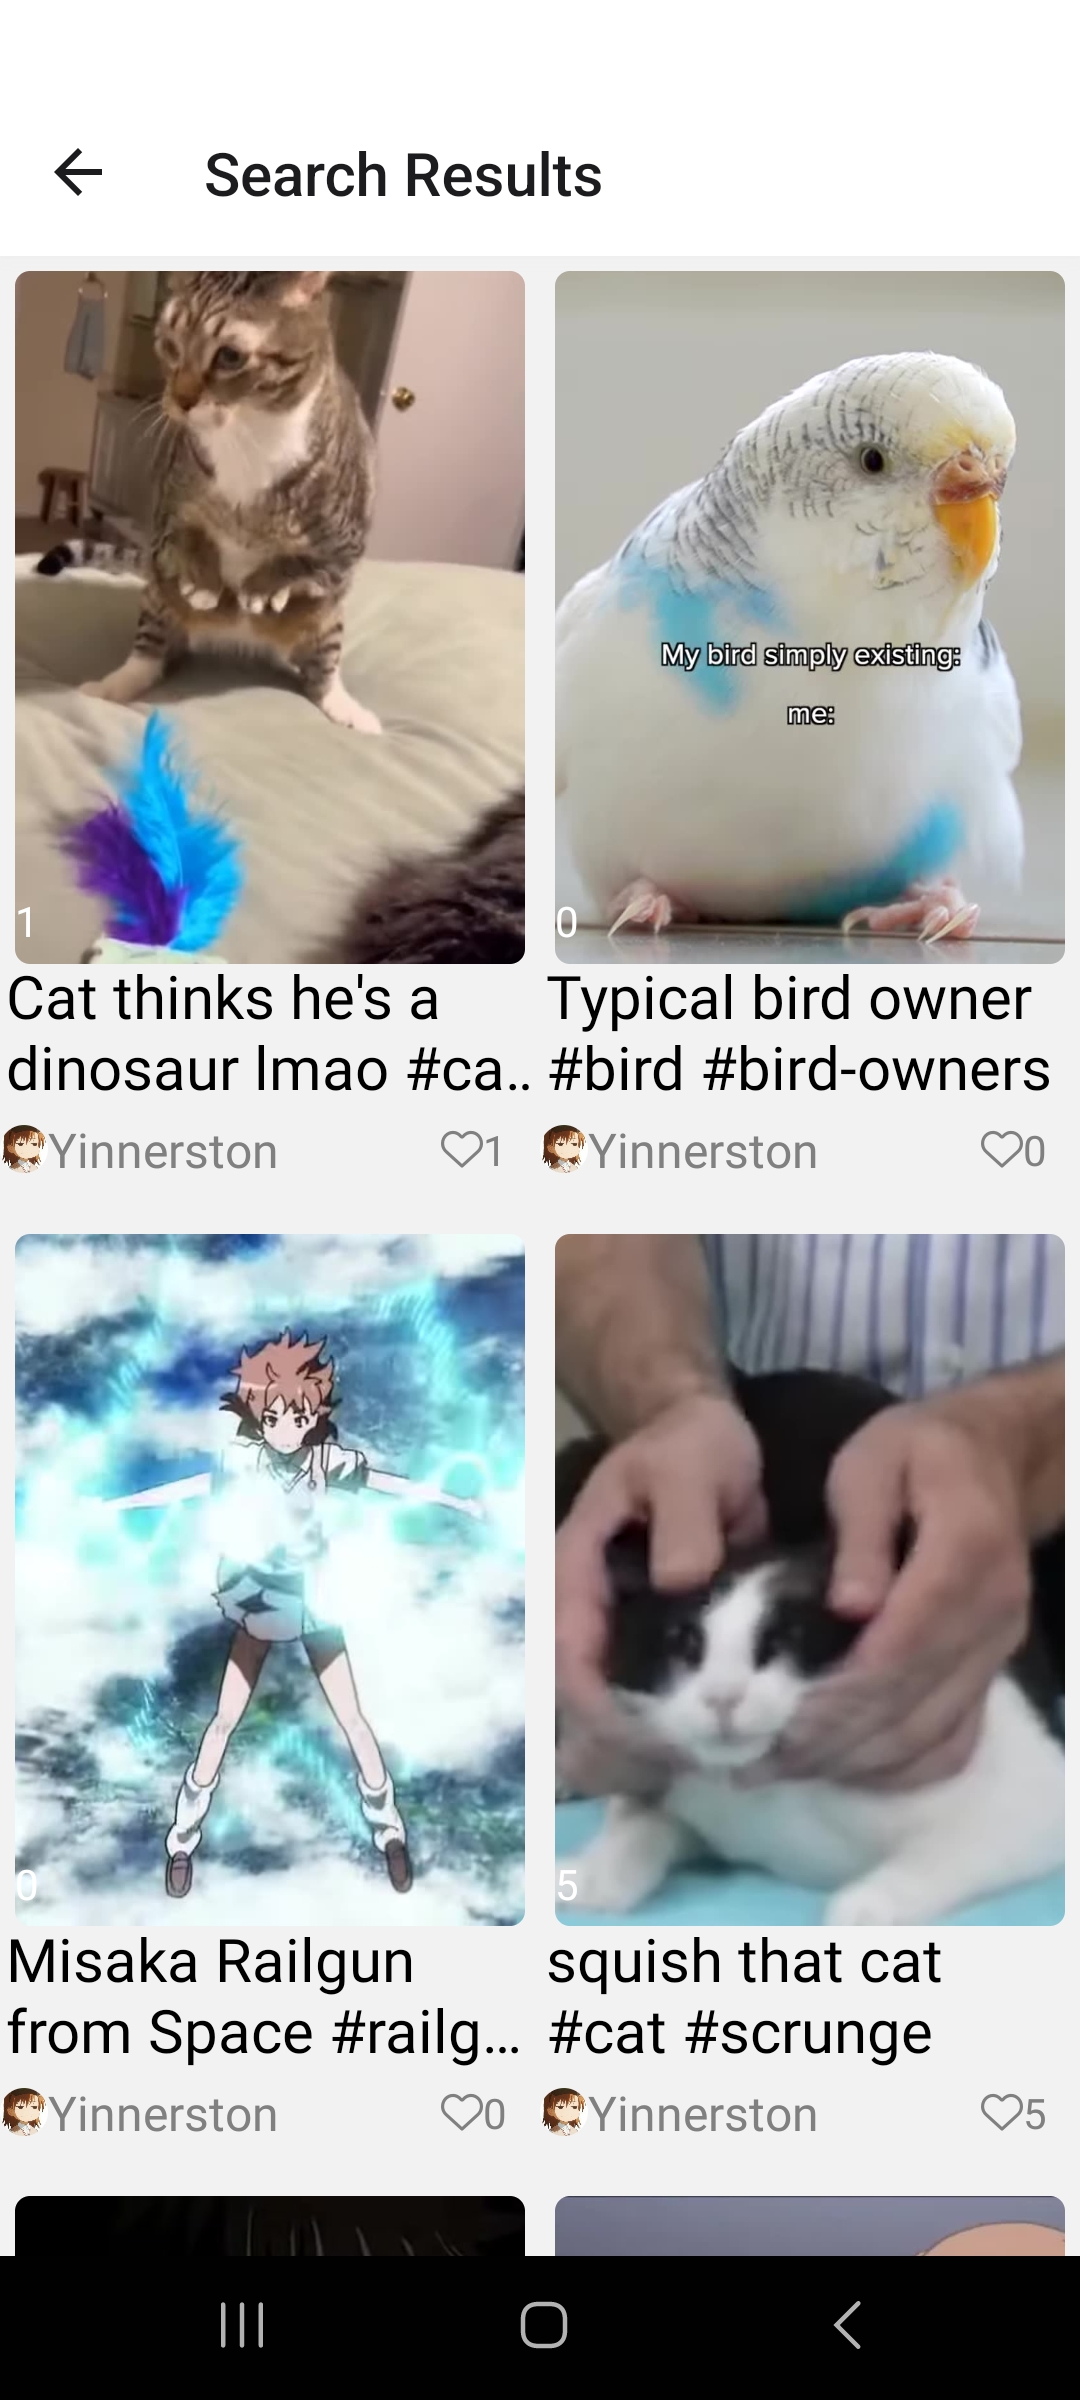 Search Results
My bird simply existing:
me:
1
0
Cat thinks he's a
dinosaur lmao #ca..
Typical bird owner
#bird #bird-owners
Yinnerston
1
Yinnerston
0
0
5
Misaka Railgun
from Space #railg...
squish that cat
#cat #scrunge
Yinnerston
0
Yinnerston
5